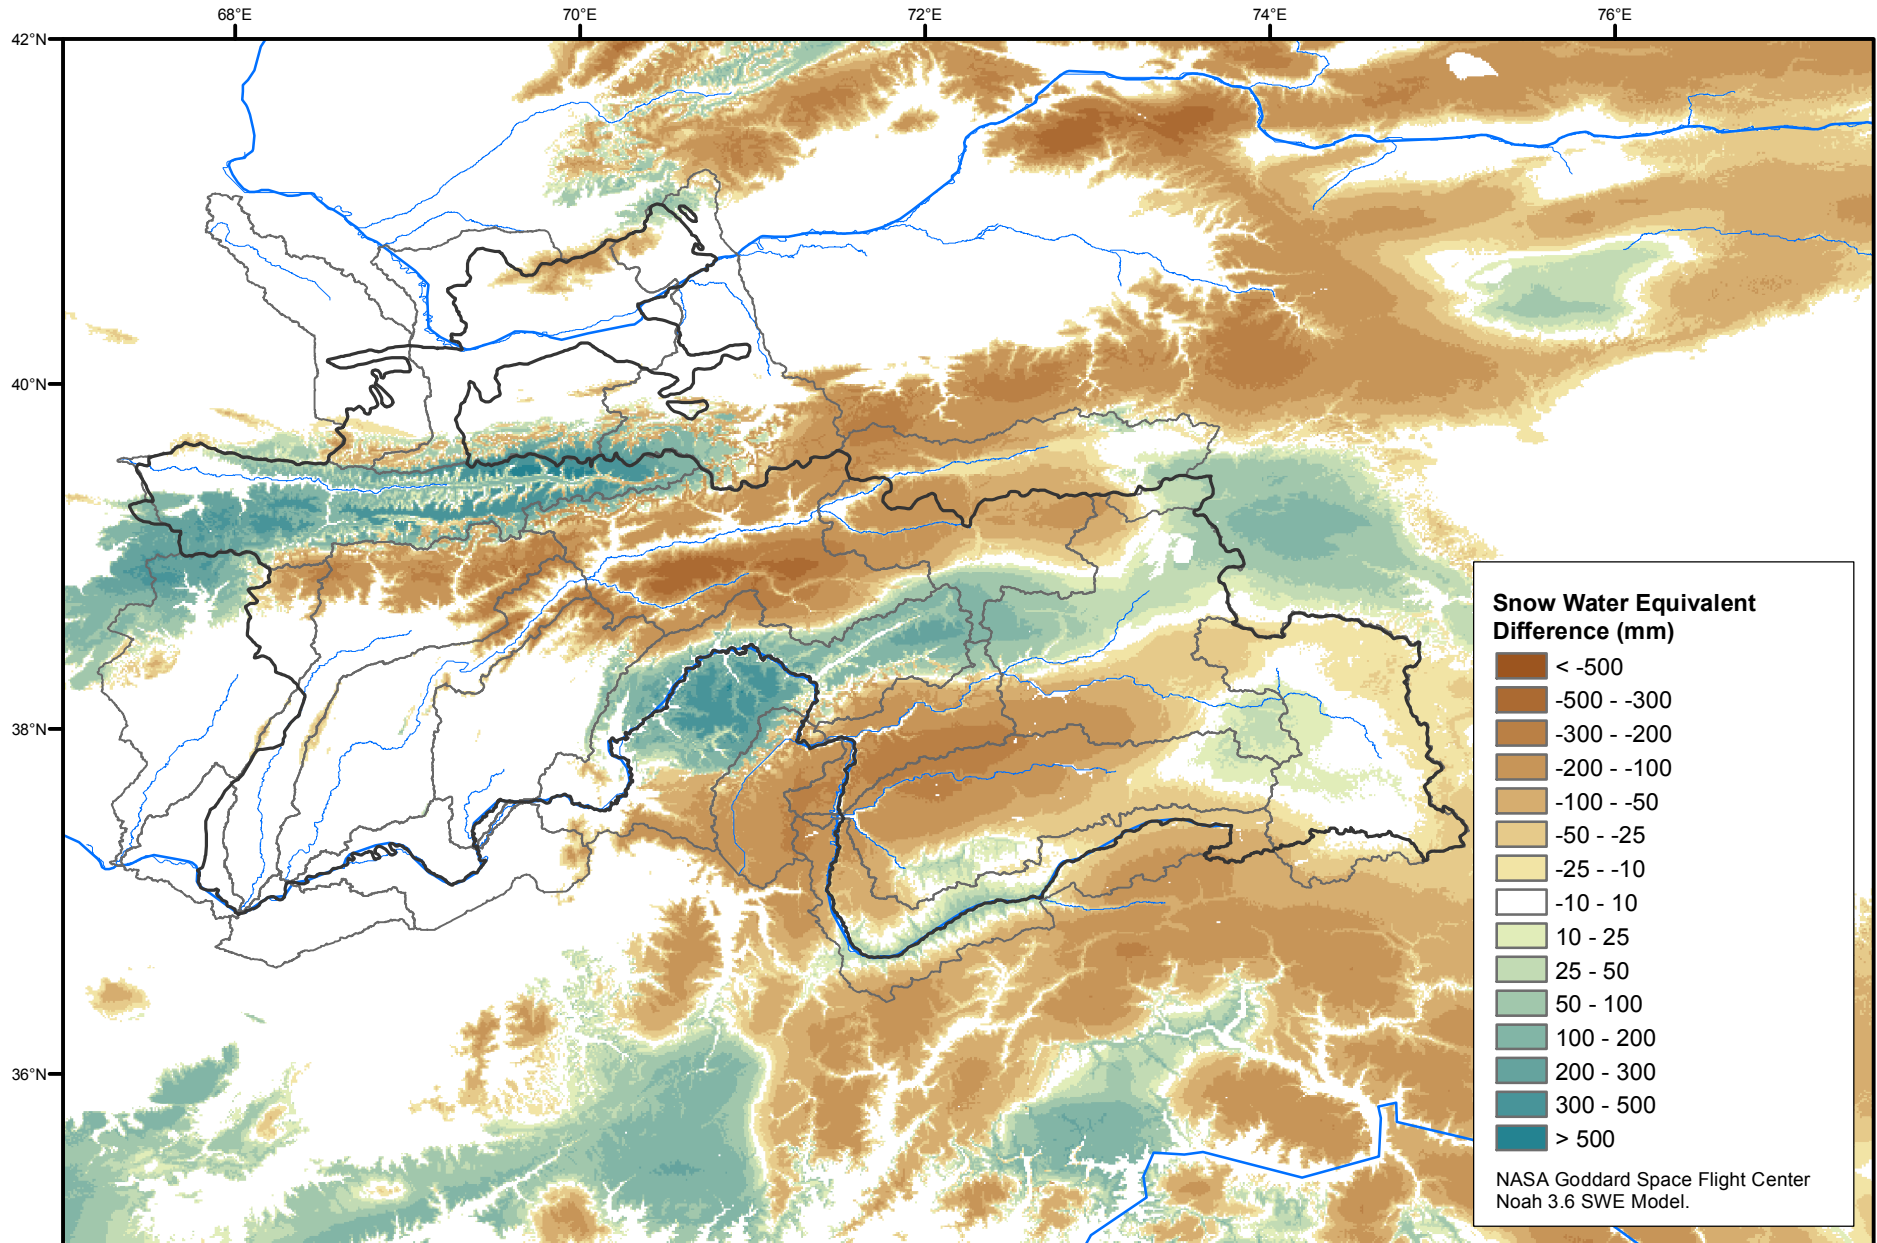 68°E
70°E
72°E
74°E
76°E
42°N
40°N
38°N
36°N
Snow Water Equivalent
Difference (mm)
< -500
-500 - -300
-300 - -200
-200 - -100
-100 - -50
-50 - -25
-25 - -10
-10 - 10
10 - 25
25 - 50
50 - 100
100 - 200
200 - 300
300 - 500
> 500
NASA Goddard Space Flight Center
Noah 3.6 SWE Model.